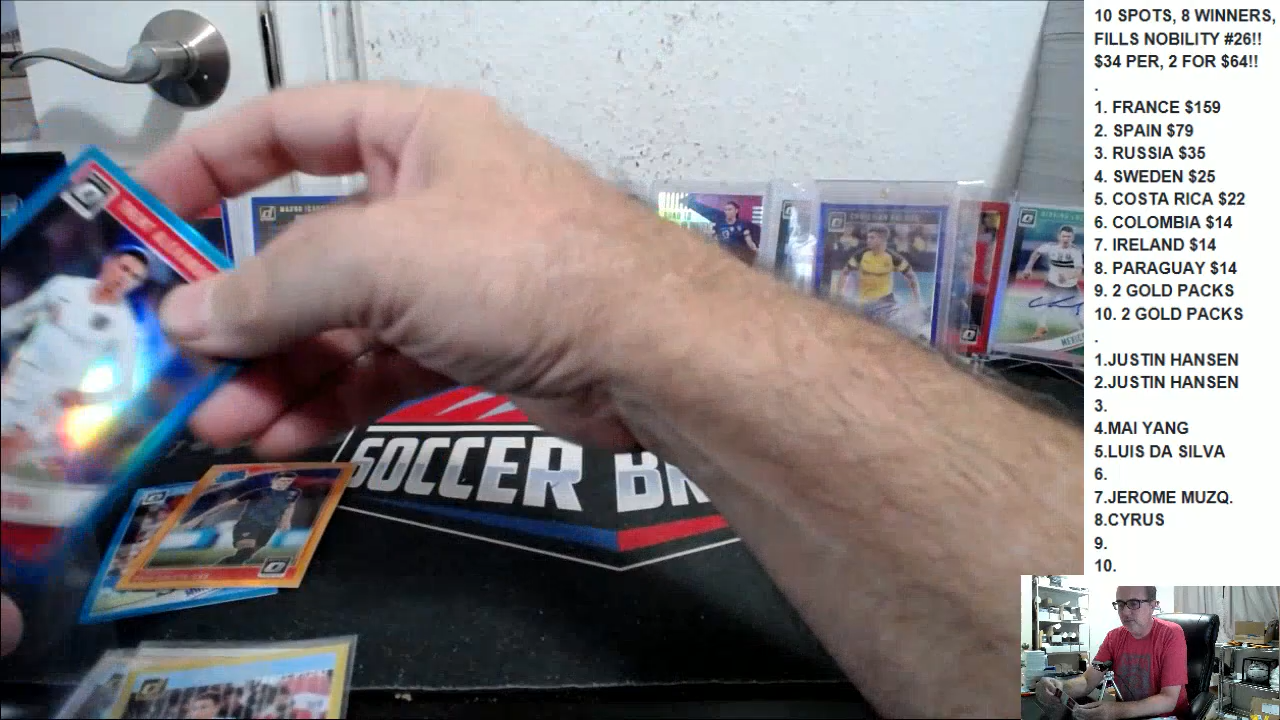 10 SPOTS, 8 WINNERS,
FILLS NOBILITY #26!!
$34 PER, 2 FOR $64!!
.
1. FRANCE $159
2. SPAIN $79
3. RUSSIA $35
4. SWEDEN $25
5. COSTA RICA $22
6. COLOMBIA $14
7. IRELAND $14
8. PARAGUAY $14
9. 2 GOLD PACKS
10. 2 GOLD PACKS
.
1.JUSTIN HANSEN
2.JUSTIN HANSEN
3.
4.MAI YANG
5.LUIS DA SILVA
6.
7.JEROME MUZQ.
8.CYRUS
9.
10.
SOCCER BR